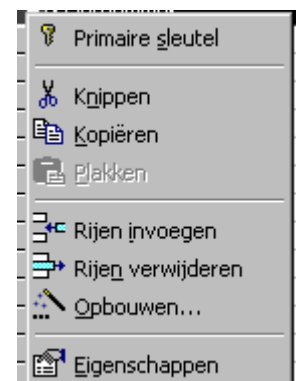 Primaire sleutel
Knippen
Kopiëren
Plakken
Rijen invoegen
Rijen verwijderen
Opbouwen...
Eigenschappen